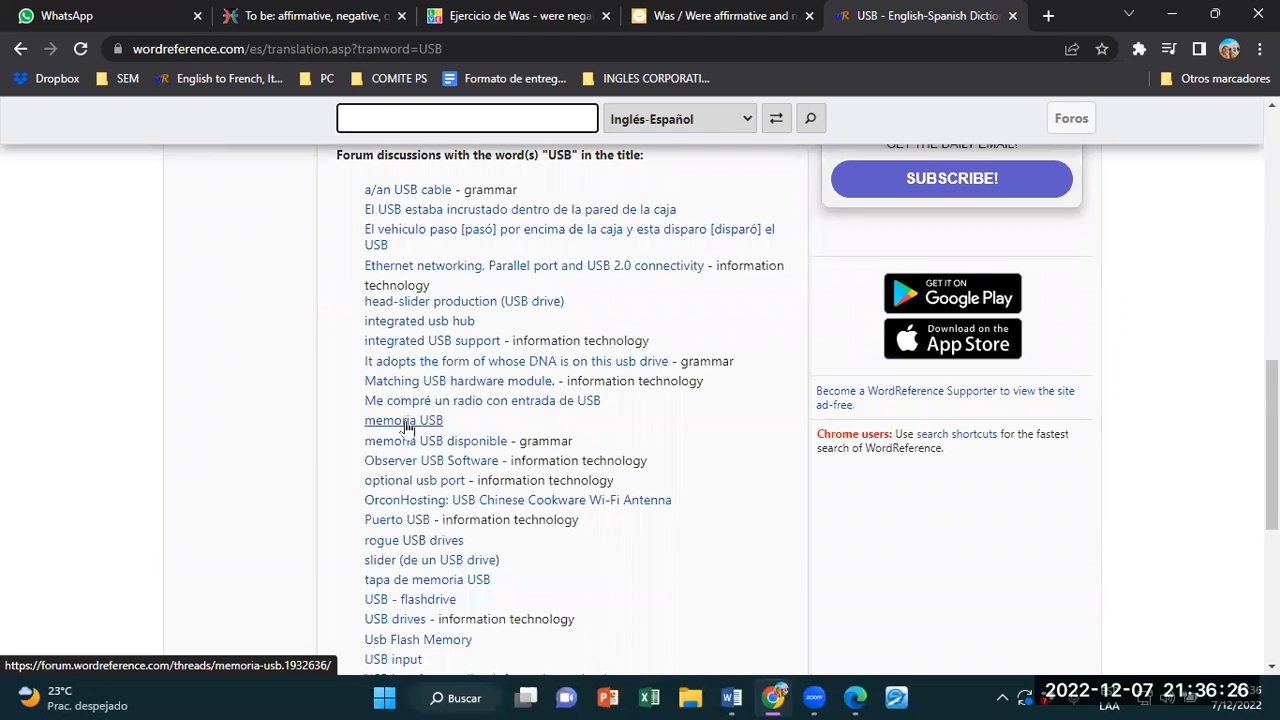 WhatsApp
To be: affirmative, negative, q
Ejercicio de Was - were nega
Was / Were affirmative and n
USB - English-Spanish Dictio
wordreference.com/es/translation.asp?tranword=USB
Dropbox
SEM
English to French, It...
PC
COMITE PS
Formato de entreg...
INGLES CORPORATI...
Otros marcadores
Inglés-Español
Foros
GET THE DAILY EMAIL!
SUBSCRIBE!
Forum discussions with the word(s) "USB" in the title:
a/an USB cable - grammar
El USB estaba incrustado dentro de la pared de la caja
El vehiculo paso [pasó] por encima de la caja y esta disparo [disparó] el
USB
Ethernet networking, Parallel port and USB 2.0 connectivity - information
technology
head-slider production (USB drive)
integrated usb hub
integrated USB support - information technology
It adopts the form of whose DNA is on this usb drive - grammar
Matching USB hardware module. - information technology
Me compré un radio con entrada de USB
memoria USB
memoria USB disponible - grammar
Observer USB Software - information technology
optional usb port - information technology
OrconHosting: USB Chinese Cookware Wi-Fi Antenna
Puerto USB - information technology
rogue USB drives
slider (de un USB drive)
tapa de memoria USB
USB - flashdrive
USB drives - information technology
Usb Flash Memory
USB input
GET IT ON
Google Play
Download on the
App Store
Become a WordReference Supporter to view the site
ad-free.
Chrome users: Use search shortcuts for the fastest
search of WordReference.
https://forum.wordreference.com/threads/memoria-usb.1932636/
23°C
Prac. despejado
Buscar
2022-12-07 21:36:26
LAA
7/12/2022